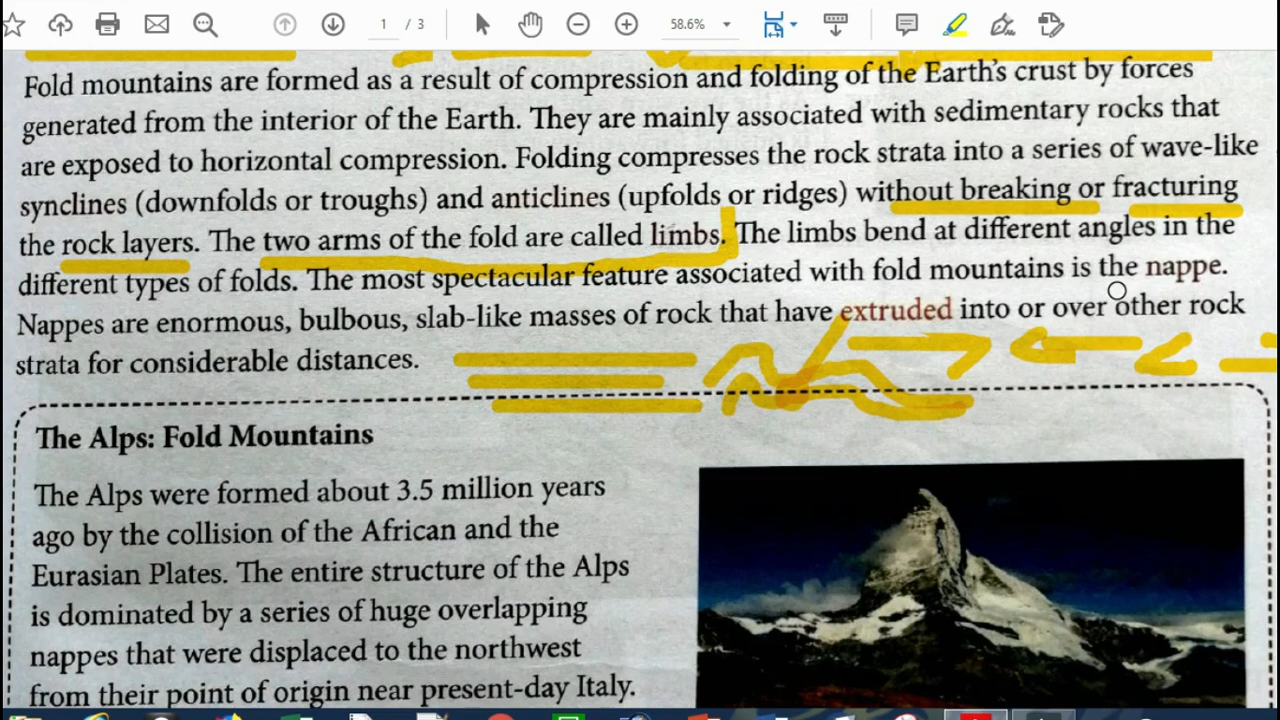 1 / 3
58.6%
Fold mountains are formed as a result of compression and folding of the Earth's crust by forces
generated from the interior of the Earth. They are mainly associated with sedimentary rocks that
are exposed to horizontal compression. Folding compresses the rock strata into a series of wave-like
synclines (downfolds or troughs) and anticlines (upfolds or ridges) without breaking or fracturing
the rock layers. The two arms of the fold are called limbs. The limbs bend at different angles in the
different types of folds. The most spectacular feature associated with fold mountains is the nappe.
Nappes are enormous, bulbous, slab-like masses of rock that have extruded into or over other rock
strata for considerable distances.
The Alps: Fold Mountains
The Alps were formed about 3.5 million years
ago by the collision of the African and the
Eurasian Plates. The entire structure of the Alps
is dominated by a series of huge overlapping
nappes that were displaced to the northwest
from their point of origin near present-day Italy.